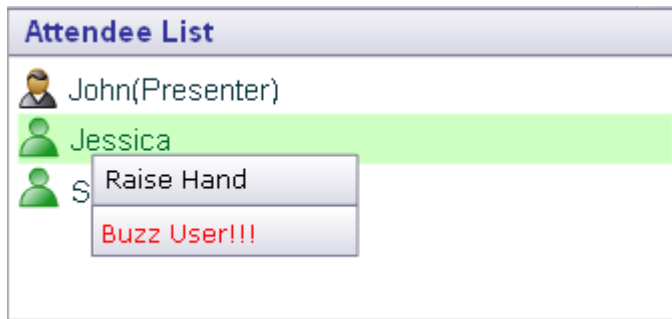 Attendee List
John(Presenter)
Jessica
Raise Hand
Buzz User!!!